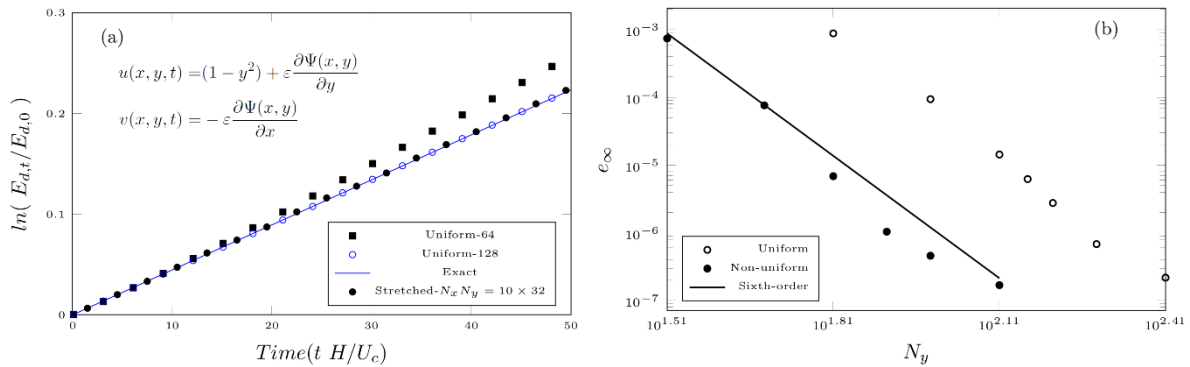 (a)
u(x, y, t) =(1 − y²) + ε ∂Ψ(x, y)/∂y
v(x, y, t) = − ε ∂Ψ(x, y)/∂x
ln( E_{d,t}/E_{d,0} )
0.3
0.2
0.1
0
0
10
20
30
40
50
Time(t H/U_c)
Uniform-64
Uniform-128
Exact
Stretched-N_x N_y = 10 × 32
(b)
e_∞
10⁻³
10⁻⁴
10⁻⁵
10⁻⁶
10⁻⁷
10^{1.51}
10^{1.81}
10^{2.11}
10^{2.41}
N_y
Uniform
Non-uniform
Sixth-order